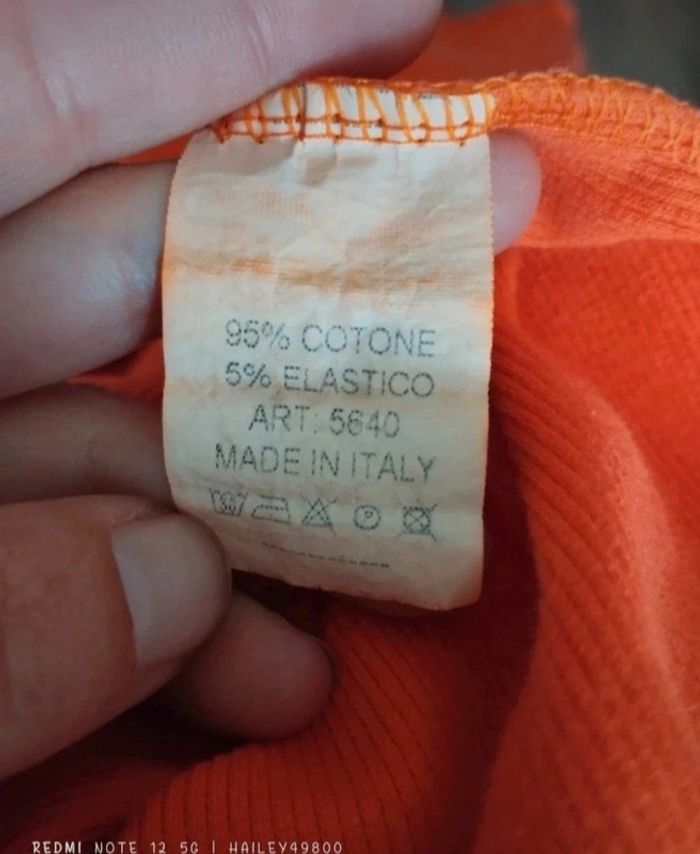 95% COTONE
5% ELASTICO
ART: 5640
MADE IN ITALY
P
REDMI NOTE 12 5G | HAILEY49800